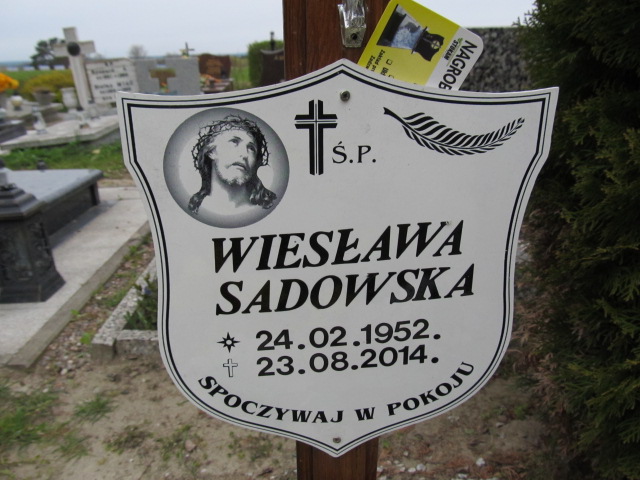 NAGROB
Ś.P.
WIESŁAWA
SADOWSKA
24.02.1952.
23.08.2014.
SPOCZYWAJ W POKOJU